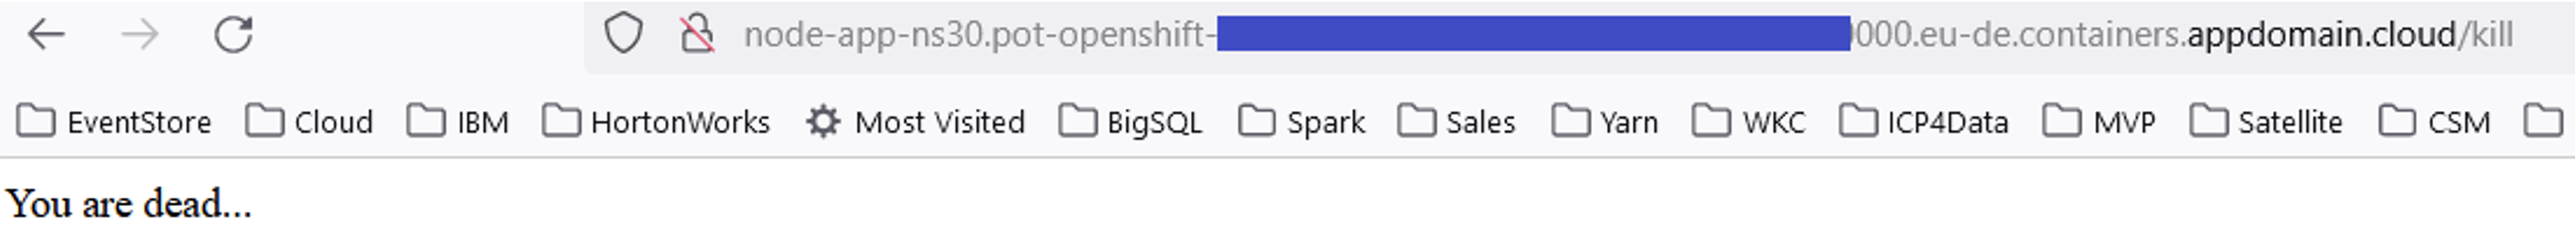 node-app-ns30.pot-openshift- 000.eu-de.containers.appdomain.cloud/kill
EventStore Cloud IBM HortonWorks Most Visited BigSQL Spark Sales Yarn WKC ICP4Data MVP Satellite CSM
You are dead...